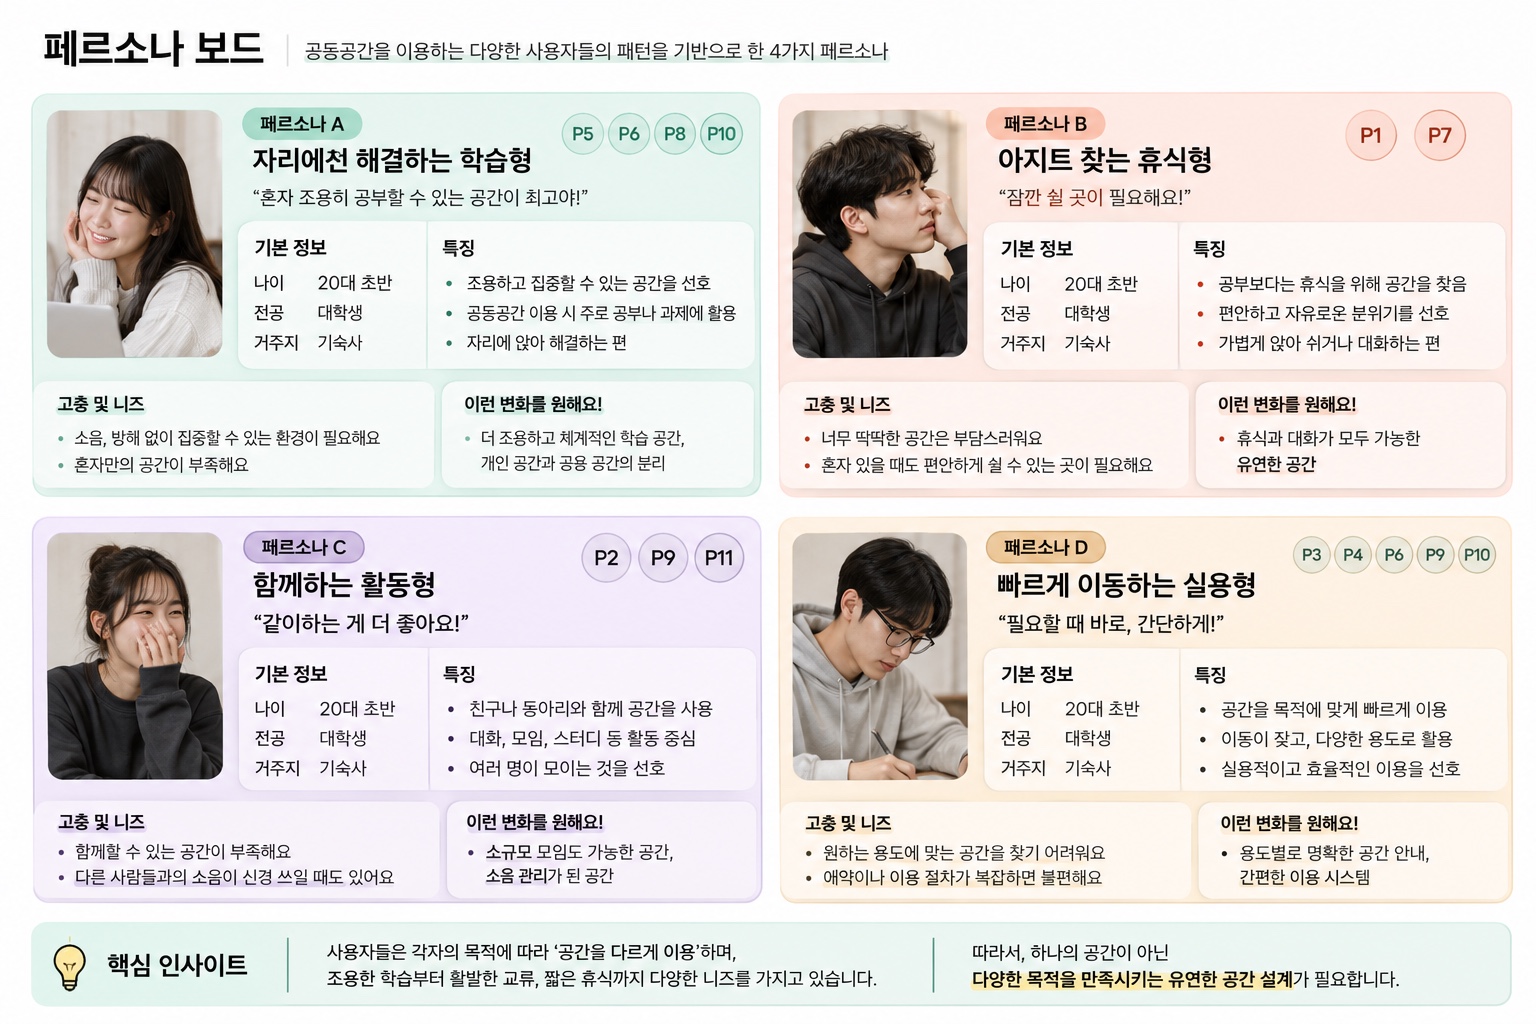 페르소나 보드
공동공간을 이용하는 다양한 사용자들의 패턴을 기반으로 한 4가지 페르소나
페르소나 A
P5 P6 P8 P10
자리에천 해결하는 학습형
“혼자 조용히 공부할 수 있는 공간이 최고야!”
기본 정보
나이 20대 초반
전공 대학생
거주지 기숙사
특징
• 조용하고 집중할 수 있는 공간을 선호
• 공동공간 이용 시 주로 공부나 과제에 활용
• 자리에 앉아 해결하는 편
고충 및 니즈
• 소음, 방해 없이 집중할 수 있는 환경이 필요해요
• 혼자만의 공간이 부족해요
이런 변화를 원해요!
• 더 조용하고 체계적인 학습 공간,
개인 공간과 공용 공간의 분리
페르소나 B
P1 P7
아지트 찾는 휴식형
“잠깐 쉴 곳이 필요해요!”
기본 정보
나이 20대 초반
전공 대학생
거주지 기숙사
특징
• 공부보다는 휴식을 위해 공간을 찾음
• 편안하고 자유로운 분위기를 선호
• 가볍게 앉아 쉬거나 대화하는 편
고충 및 니즈
• 너무 딱딱한 공간은 부담스러워요
• 혼자 있을 때도 편안하게 쉴 수 있는 곳이 필요해요
이런 변화를 원해요!
• 휴식과 대화가 모두 가능한
유연한 공간
페르소나 C
P2 P9 P11
함께하는 활동형
“같이하는 게 더 좋아요!”
기본 정보
나이 20대 초반
전공 대학생
거주지 기숙사
특징
• 친구나 동아리와 함께 공간을 사용
• 대화, 모임, 스터디 동 활동 중심
• 여러 명이 모이는 것을 선호
고충 및 니즈
• 함께할 수 있는 공간이 부족해요
• 다른 사람들과의 소음이 신경 쓰일 때도 있어요
이런 변화를 원해요!
• 소규모 모임도 가능한 공간,
소음 관리가 된 공간
페르소나 D
P3 P4 P6 P9 P10
빠르게 이동하는 실용형
“필요할 때 바로, 간단하게!”
기본 정보
나이 20대 초반
전공 대학생
거주지 기숙사
특징
• 공간을 목적에 맞게 빠르게 이용
• 이동이 잦고, 다양한 용도로 활용
• 실용적이고 효율적인 이용을 선호
고충 및 니즈
• 원하는 용도에 맞는 공간을 찾기 어려워요
• 애약이나 이용 절차가 복잡하면 불편해요
이런 변화를 원해요!
• 용도별로 명확한 공간 안내,
간편한 이용 시스템
핵심 인사이트
사용자들은 각자의 목적에 따라 ‘공간을 다르게 이용’하며,
조용한 학습부터 활발한 교류, 짧은 휴식까지 다양한 니즈를 가지고 있습니다.
따라서, 하나의 공간이 아닌
다양한 목적을 만족시키는 유연한 공간 설계가 필요합니다.